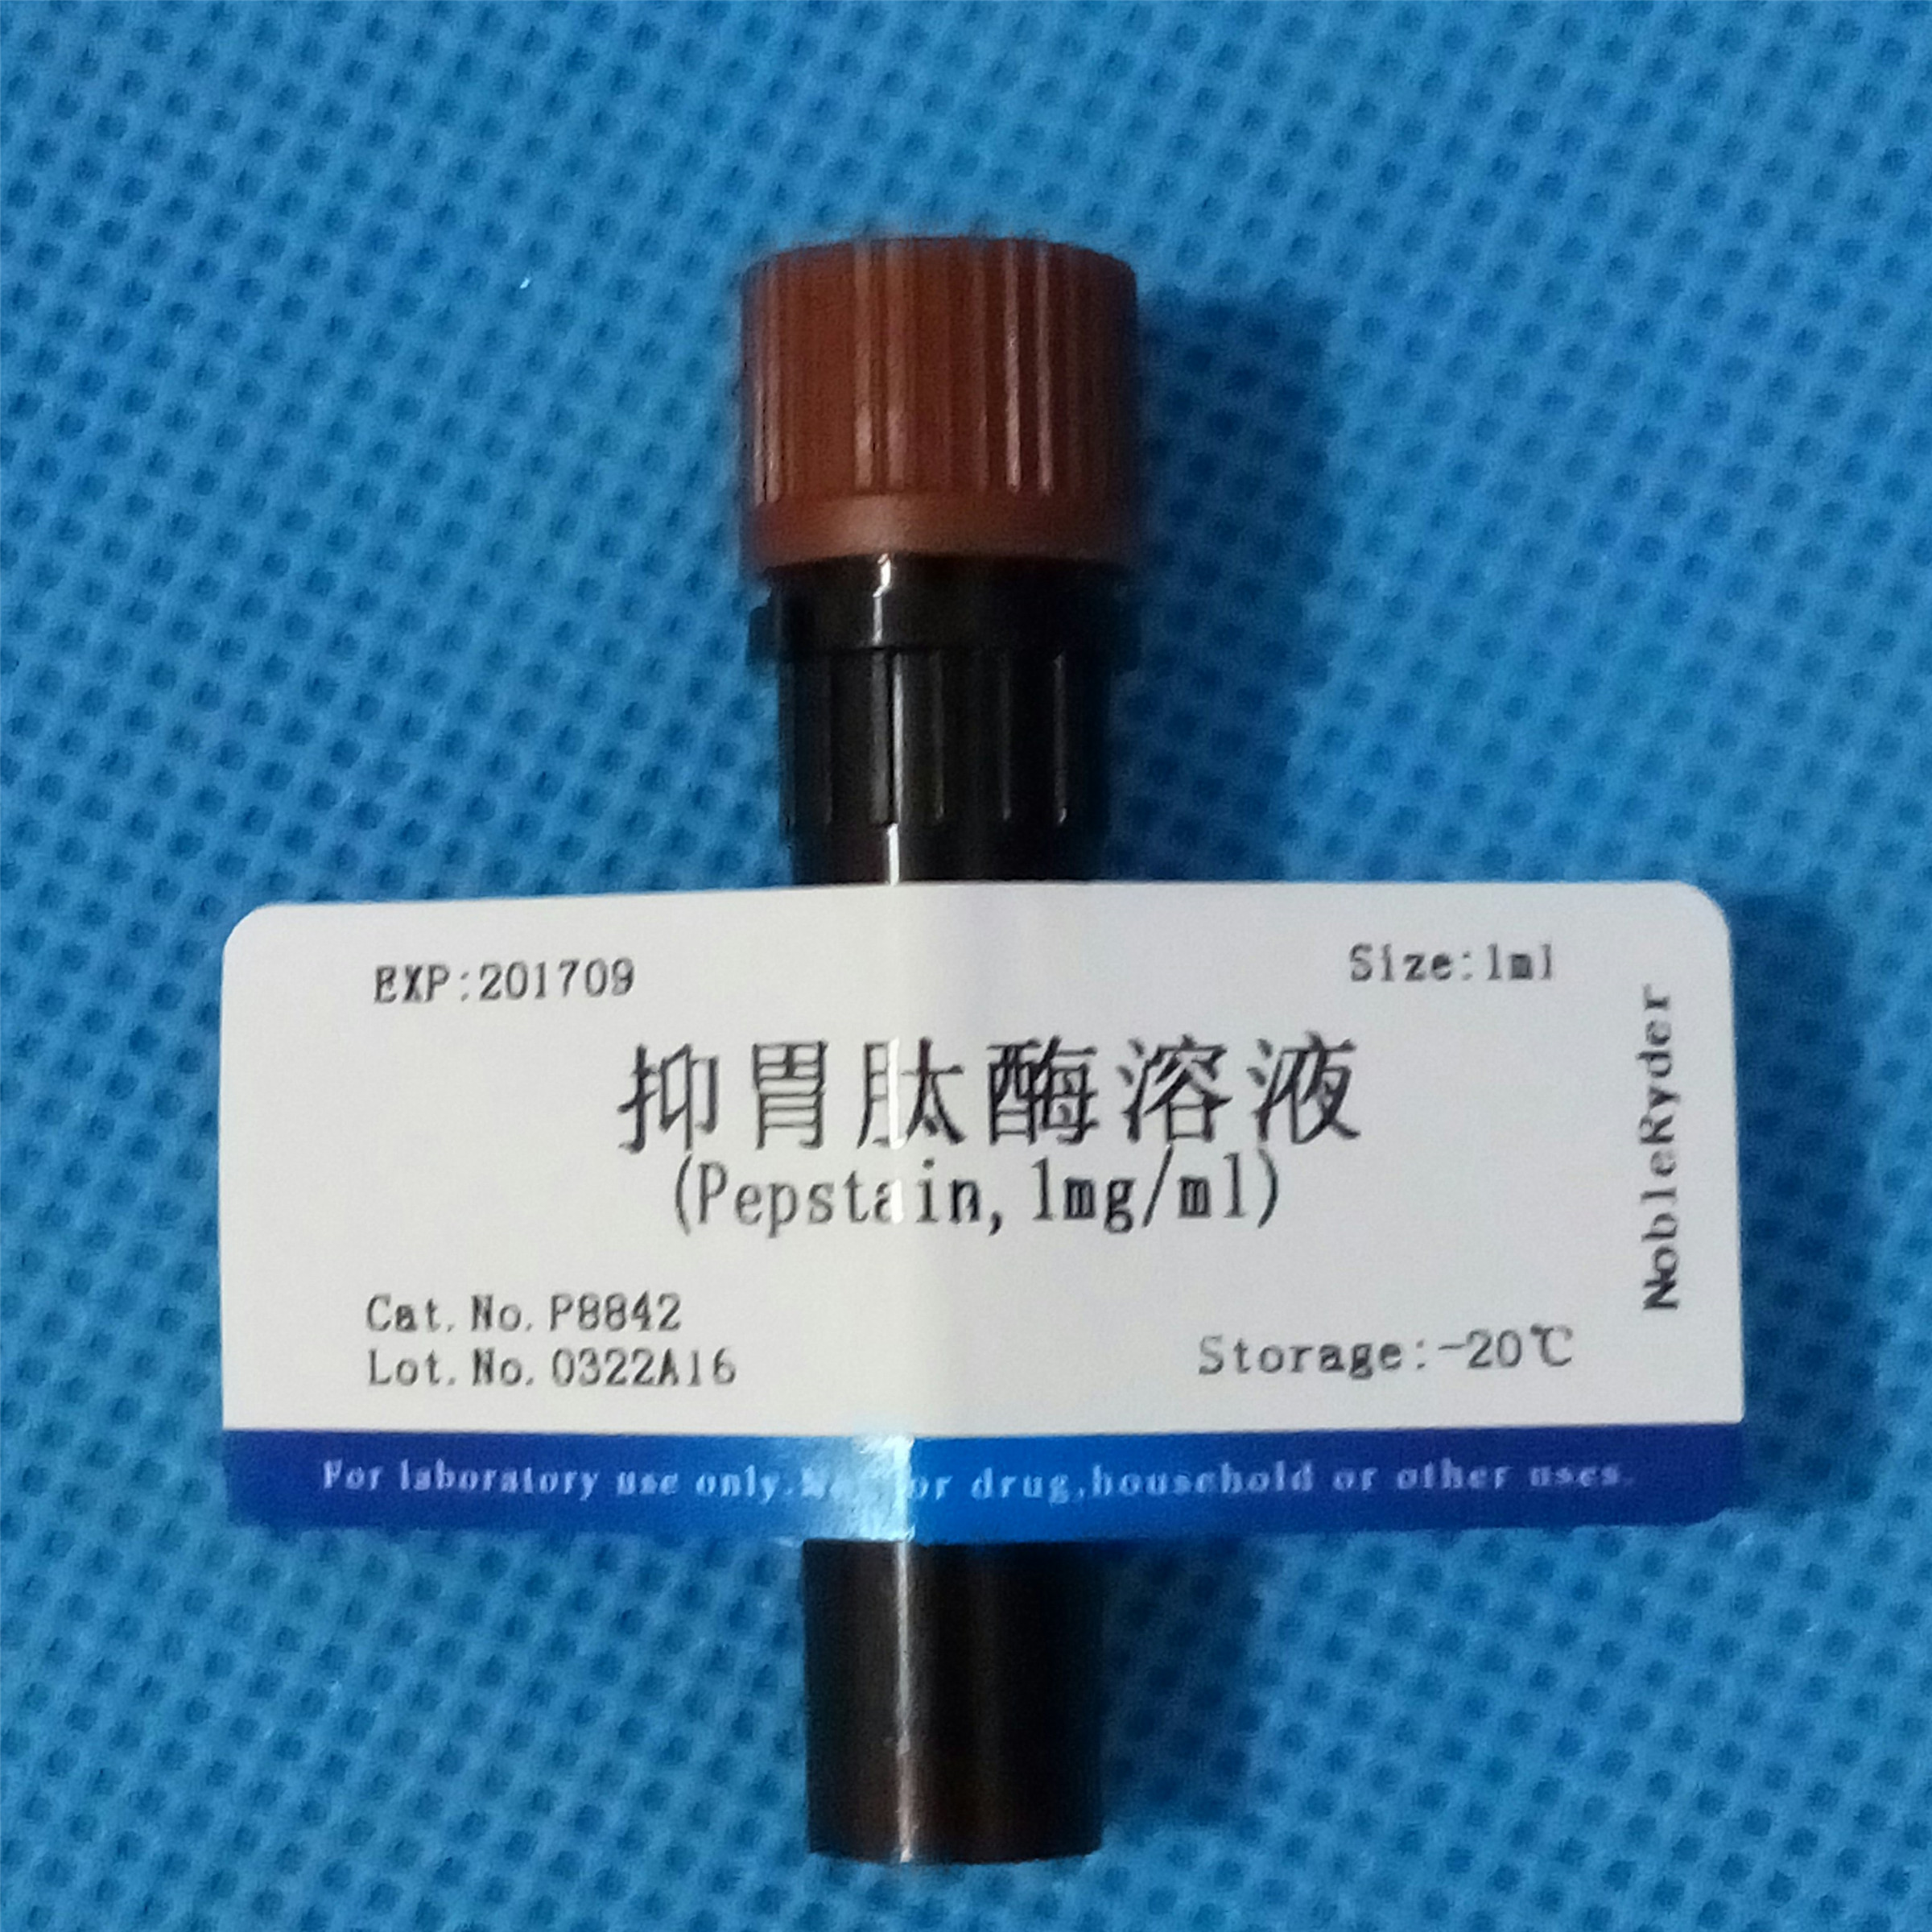 EXP:201709
Size:1ml
抑胃肽酶溶液
(Pepstain,1mg/ml)
Cat.No.P8842
Lot.No.0322A16
Storage:-20℃
NobleRyder
For laboratory use only. or drug,household or other uses.